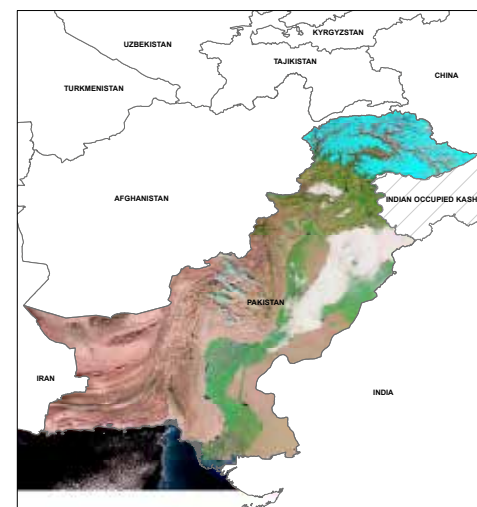 KYRGYZSTAN
UZBEKISTAN
TAJIKISTAN
CHINA
TURKMENISTAN
AFGHANISTAN
INDIAN OCCUPIED KASH
PAKISTAN
IRAN
INDIA